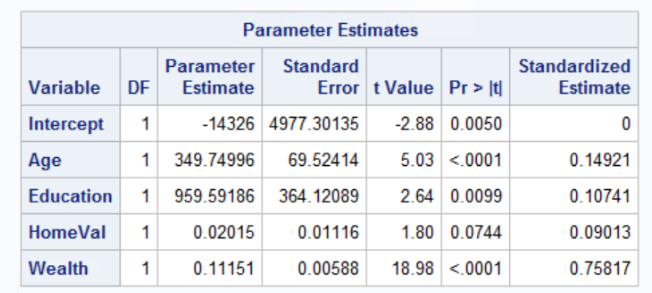 Parameter Estimates
Variable DF Parameter Estimate Standard Error t Value Pr > |t| Standardized Estimate
Intercept 1 -14326 4977.30135 -2.88 0.0050 0
Age 1 349.74996 69.52414 5.03 <.0001 0.14921
Education 1 959.59186 364.12089 2.64 0.0099 0.10741
HomeVal 1 0.02015 0.01116 1.80 0.0744 0.09013
Wealth 1 0.11151 0.00588 18.98 <.0001 0.75817